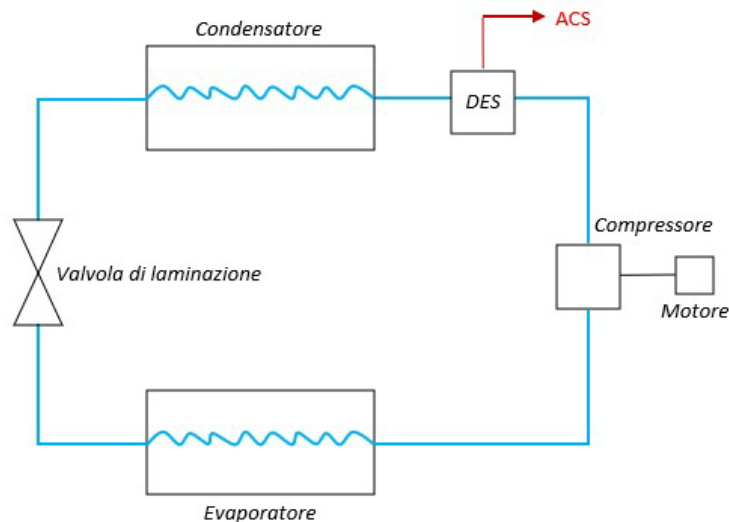 Condensatore
ACS
DES
Compressore
Valvola di laminazione
Motore
Evaporatore